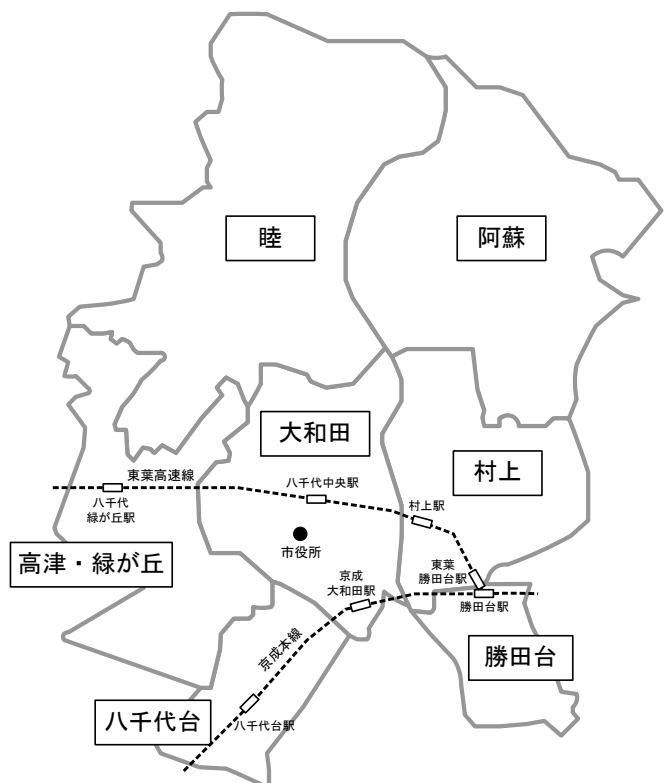 睦
阿蘇
大和田
村上
東葉高速線
八千代中央駅
八千代
緑が丘駅
村上駅
市役所
高津・緑が丘
京成
大和田駅
東葉
勝田台駅
勝田台駅
京成本線
勝田台
八千代台
八千代台駅